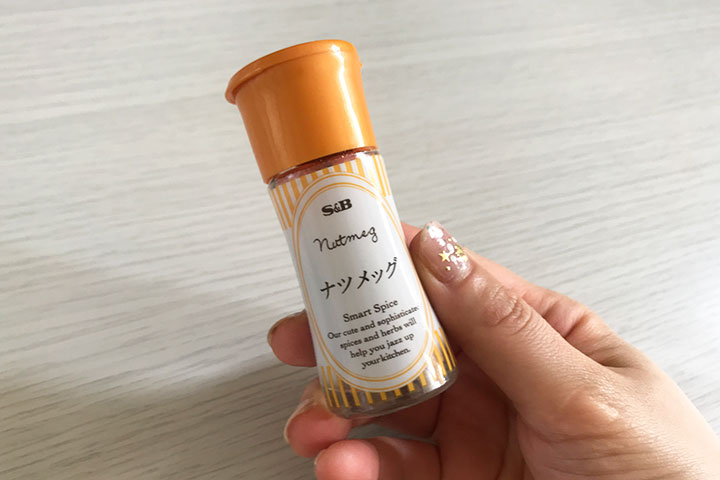 S&B
Nutmeg
ナツメッグ
Smart Spice
Our cute and sophisticate
spices and herbs will
help you jazz up
your kitchen.